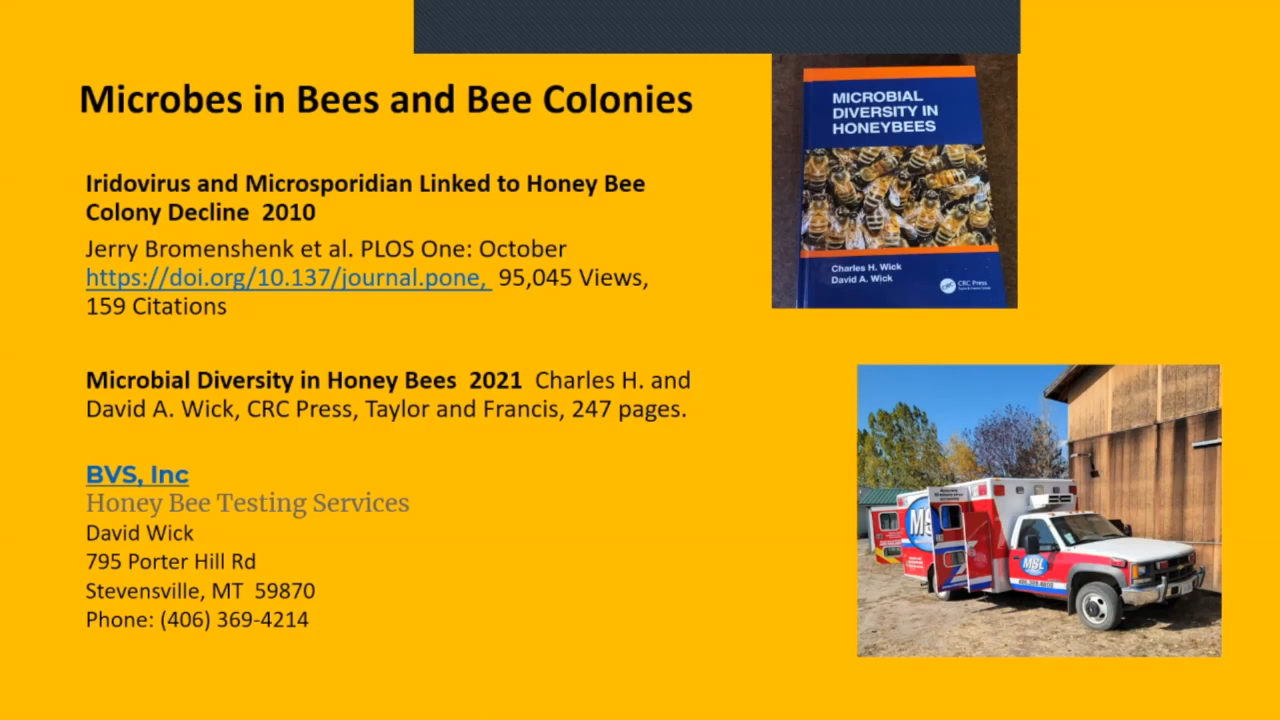 Microbes in Bees and Bee Colonies
Iridovirus and Microsporidian Linked to Honey Bee
Colony Decline 2010
Jerry Bromenshenk et al. PLOS One: October
https://doi.org/10.137/journal.pone, 95,045 Views,
159 Citations
Microbial Diversity in Honey Bees 2021 Charles H. and
David A. Wick, CRC Press, Taylor and Francis, 247 pages.
BVS, Inc
Honey Bee Testing Services
David Wick
795 Porter Hill Rd
Stevensville, MT 59870
Phone: (406) 369-4214
MICROBIAL
DIVERSITY IN
HONEYBEES
Charles H. Wick
David A. Wick
CRC CRC Press
MSL